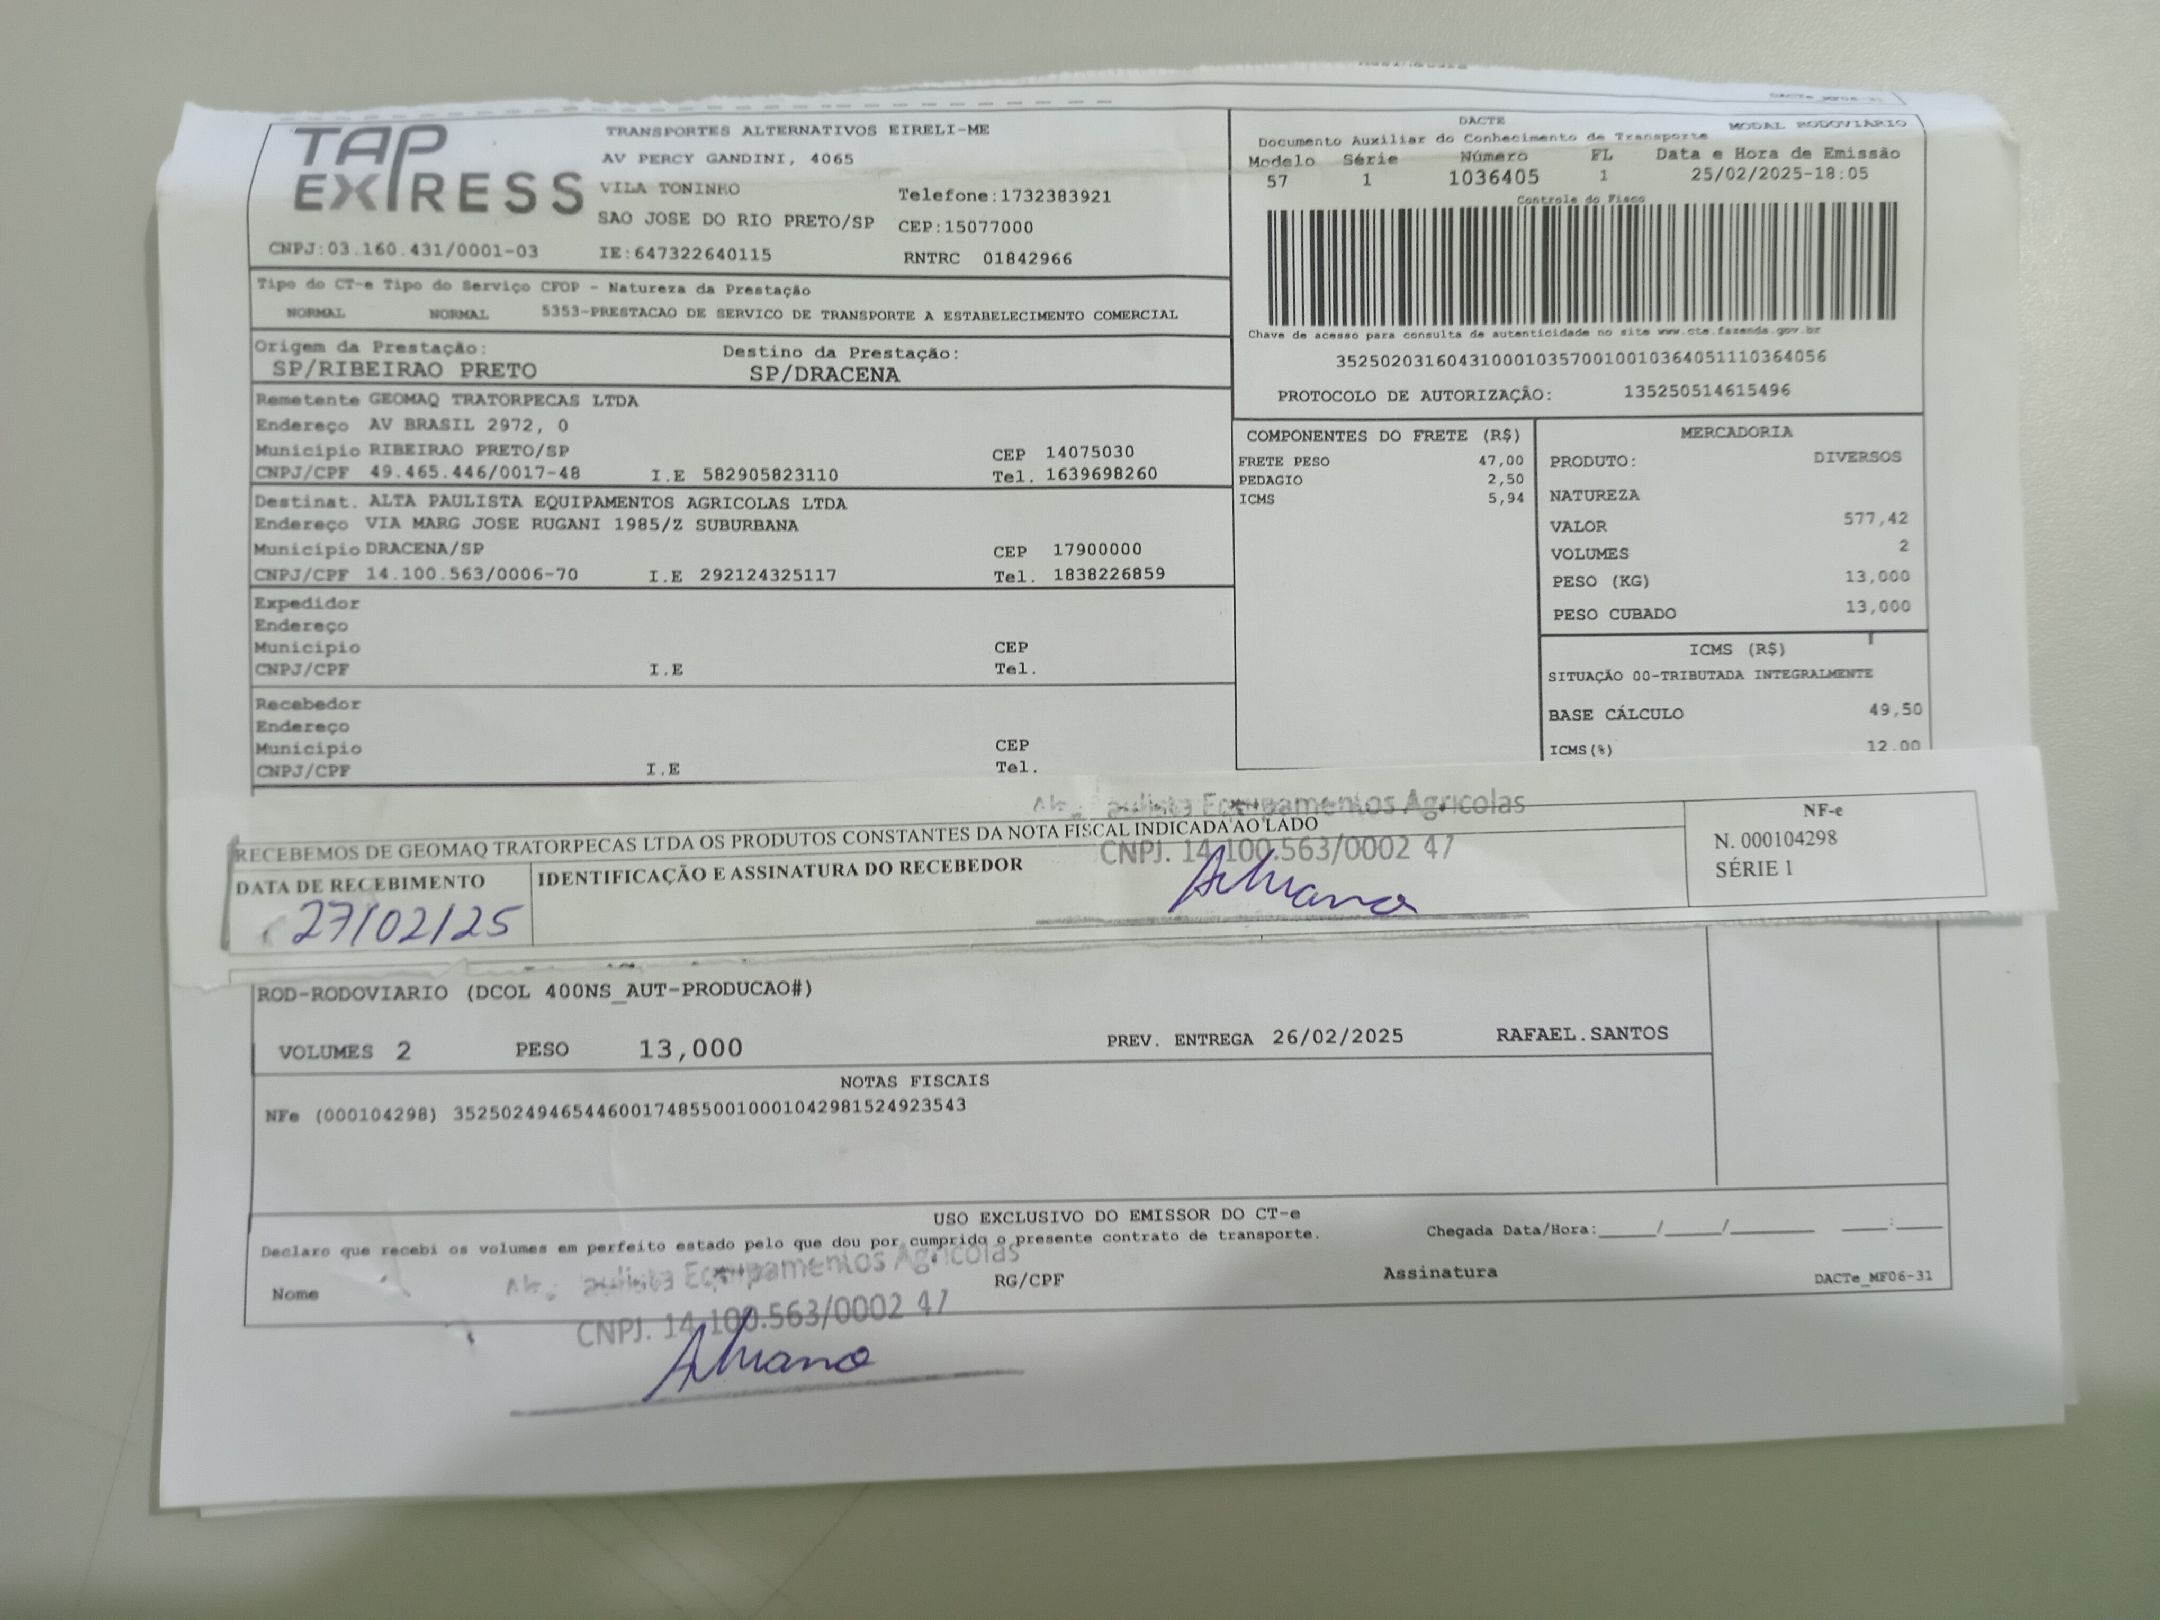 TAP EXPRESS
TRANSPORTES ALTERNATIVOS EIRELI-ME
AV PERCY GANDINI, 4065
VILA TONINHO Telefone:1732383921
SAO JOSE DO RIO PRETO/SP CEP:15077000
CNPJ:03.160.431/0001-03 IE:647322640115 RNTRC 01842966
DACTE MODAL RODOVIÁRIO
Documento Auxiliar do Conhecimento de Transporte
Modelo Série Número FL Data e Hora de Emissão
57 1 1036405 1 25/02/2025-18:05
Controle do Fisco
Chave de acesso para consulta de autenticidade no site www.cte.fazenda.gov.br
35250203160431000103570010010364051110364056
PROTOCOLO DE AUTORIZAÇÃO: 135250514615496
Tipo do CT-e Tipo do Serviço CFOP - Natureza da Prestação
NORMAL NORMAL 5353-PRESTACAO DE SERVICO DE TRANSPORTE A ESTABELECIMENTO COMERCIAL
Origem da Prestação: Destino da Prestação:
SP/RIBEIRAO PRETO SP/DRACENA
Remetente GEOMAQ TRATORPECAS LTDA
Endereço AV BRASIL 2972, 0
Municipio RIBEIRAO PRETO/SP CEP 14075030
CNPJ/CPF 49.465.446/0017-48 I.E 582905823110 Tel. 1639698260
Destinat. ALTA PAULISTA EQUIPAMENTOS AGRICOLAS LTDA
Endereço VIA MARG JOSE RUGANI 1985/Z SUBURBANA
Municipio DRACENA/SP CEP 17900000
CNPJ/CPF 14.100.563/0006-70 I.E 292124325117 Tel. 1838226859
Expedidor
Endereço
Municipio CEP
CNPJ/CPF I.E Tel.
Recebedor
Endereço
Municipio CEP
CNPJ/CPF I.E Tel.
COMPONENTES DO FRETE (R$)
FRETE PESO 47,00
PEDAGIO 2,50
ICMS 5,94
MERCADORIA
PRODUTO: DIVERSOS
NATUREZA
VALOR 577,42
VOLUMES 2
PESO (KG) 13,000
PESO CUBADO 13,000
ICMS (R$)
SITUAÇÃO 00-TRIBUTADA INTEGRALMENTE
BASE CÁLCULO 49,50
ICMS(%) 12.00
Equipamentos Agricolas
RECEBEMOS DE GEOMAQ TRATORPECAS LTDA OS PRODUTOS CONSTANTES DA NOTA FISCAL INDICADA AO LADO
CNPJ. 14.100.563/0002 47
DATA DE RECEBIMENTO IDENTIFICAÇÃO E ASSINATURA DO RECEBEDOR
27/02/25
NF-e
N. 000104298
SÉRIE 1
ROD-RODOVIARIO (DCOL 400NS_AUT-PRODUCAO#)
VOLUMES 2 PESO 13,000 PREV. ENTREGA 26/02/2025 RAFAEL.SANTOS
NOTAS FISCAIS
NFe (000104298) 35250249465446001748550010001042981524923543
USO EXCLUSIVO DO EMISSOR DO CT-e
Declaro que recebi os volumes em perfeito estado pelo que dou por cumprido o presente contrato de transporte. Chegada Data/Hora:____/____/______ ___:___
Equipamentos Agricolas
Nome RG/CPF Assinatura DACTe_MF06-31
CNPJ. 14.100.563/0002 47